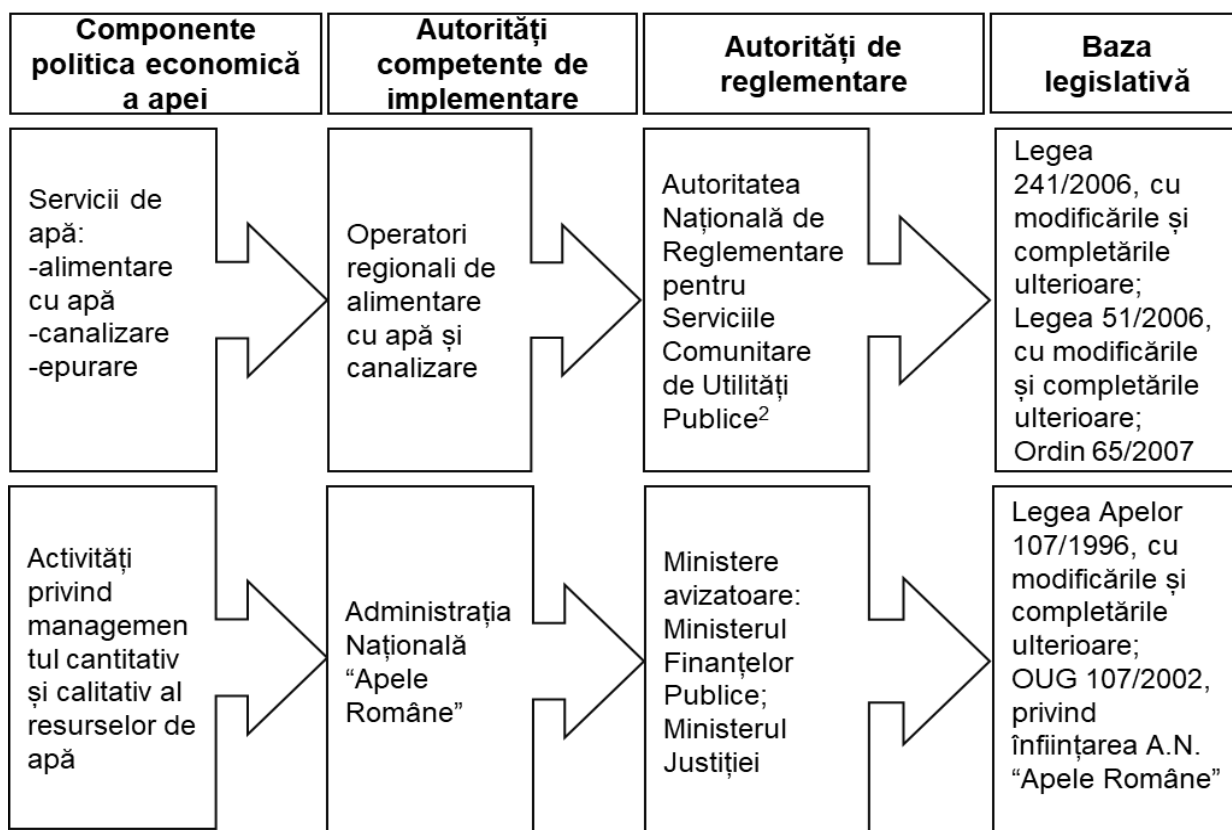 Componente
politica economică
a apei
Autorități
competente de
implementare
Autorități de
reglementare
Baza
legislativă
Servicii de
apă:
-alimentare
cu apă
-canalizare
-epurare
Operatori
regionali de
alimentare
cu apă și
canalizare
Autoritatea
Națională de
Reglementare
pentru
Serviciile
Comunitare
de Utilități
Publice²
Legea
241/2006, cu
modificările și
completările
ulterioare;
Legea 51/2006,
cu modificările
și completările
ulterioare;
Ordin 65/2007
Activități
privind
managemen
tul cantitativ
și calitativ al
resurselor de
apă
Administrația
Națională
“Apele
Române”
Ministere
avizatoare:
Ministerul
Finanțelor
Publice;
Ministerul
Justiției
Legea Apelor
107/1996, cu
modificările și
completările
ulterioare;
OUG 107/2002,
privind
înființarea A.N.
“Apele Române”